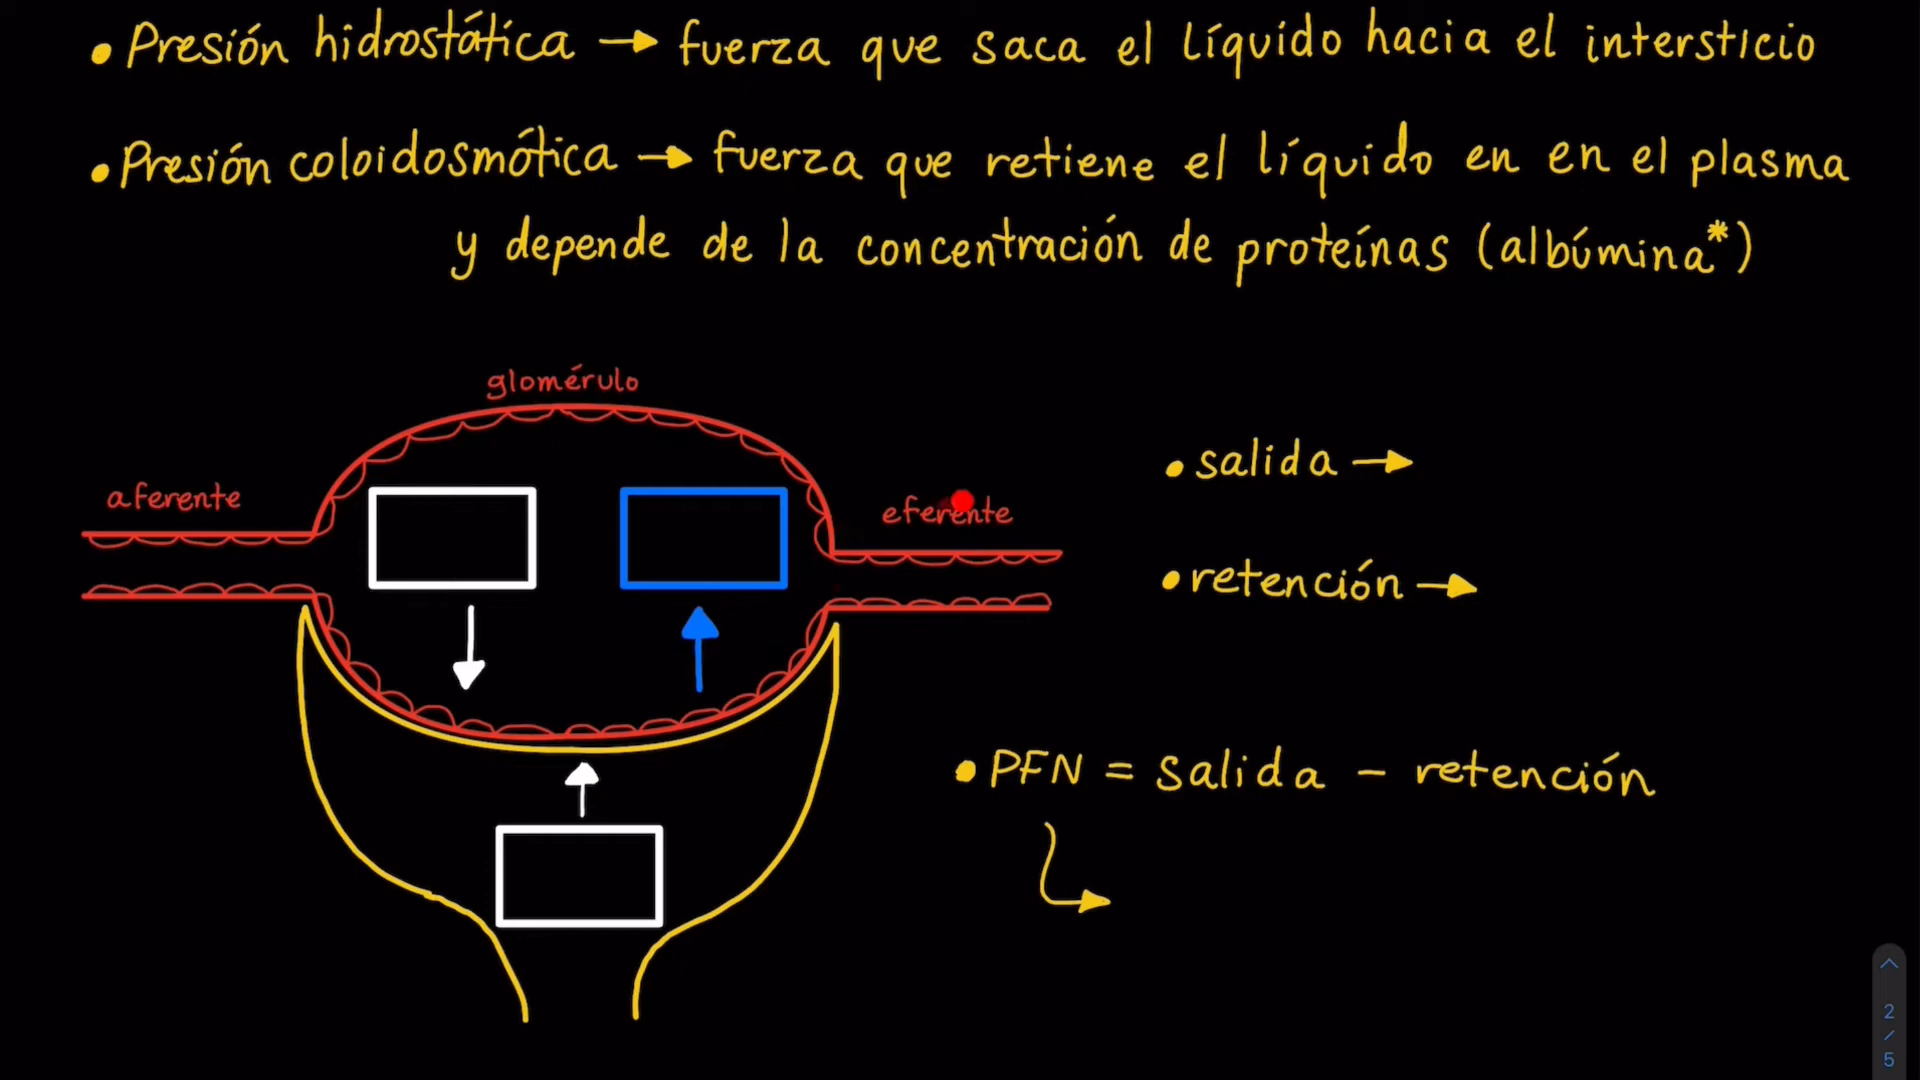 • Presión hidrostática → fuerza que saca el líquido hacia el intersticio
• Presión coloidosmótica → fuerza que retiene el líquido en en el plasma
y depende de la concentración de proteínas (albúmina*)
glomérulo
aferente
eferente
• salida →
• retención →
• PFN = salida - retención
2
/
5